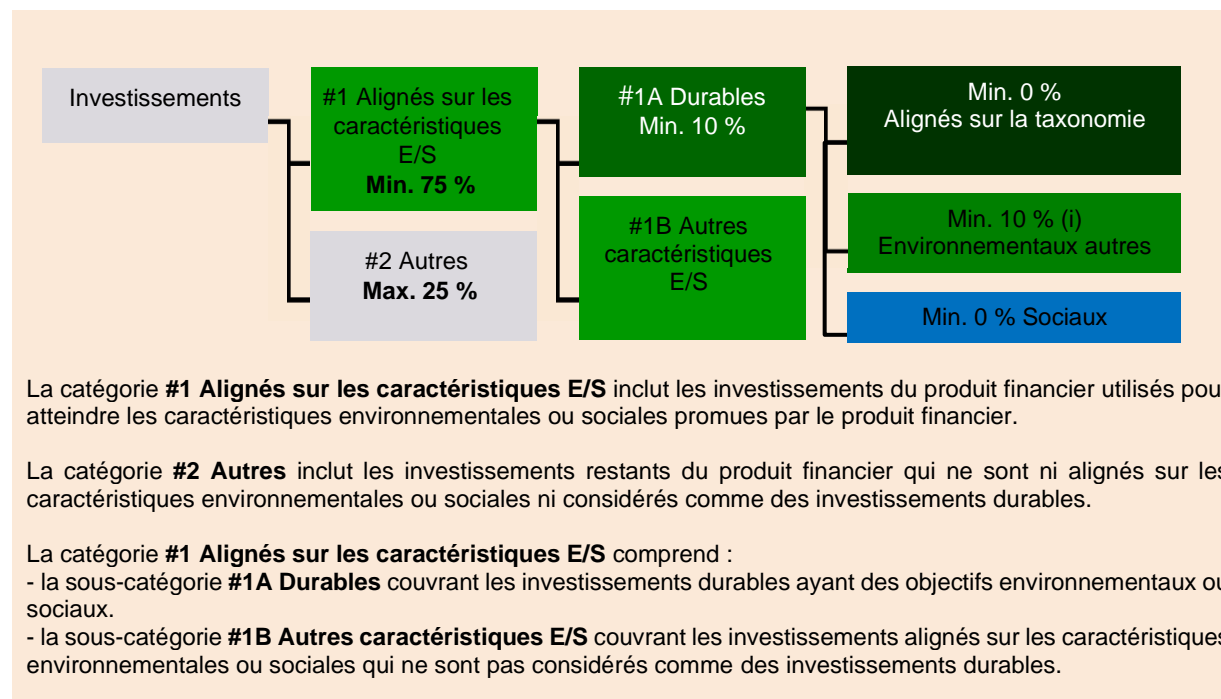 Investissements
#1 Alignés sur les
caractéristiques
E/S
Min. 75 %
#2 Autres
Max. 25 %
#1A Durables
Min. 10 %
#1B Autres
caractéristiques
E/S
Min. 0 %
Alignés sur la taxonomie
Min. 10 % (i)
Environnementaux autres
Min. 0 % Sociaux
La catégorie #1 Alignés sur les caractéristiques E/S inclut les investissements du produit financier utilisés pou
atteindre les caractéristiques environnementales ou sociales promues par le produit financier.
La catégorie #2 Autres inclut les investissements restants du produit financier qui ne sont ni alignés sur les
caractéristiques environnementales ou sociales ni considérés comme des investissements durables.
La catégorie #1 Alignés sur les caractéristiques E/S comprend :
- la sous-catégorie #1A Durables couvrant les investissements durables ayant des objectifs environnementaux ou
sociaux.
- la sous-catégorie #1B Autres caractéristiques E/S couvrant les investissements alignés sur les caractéristiques
environnementales ou sociales qui ne sont pas considérés comme des investissements durables.